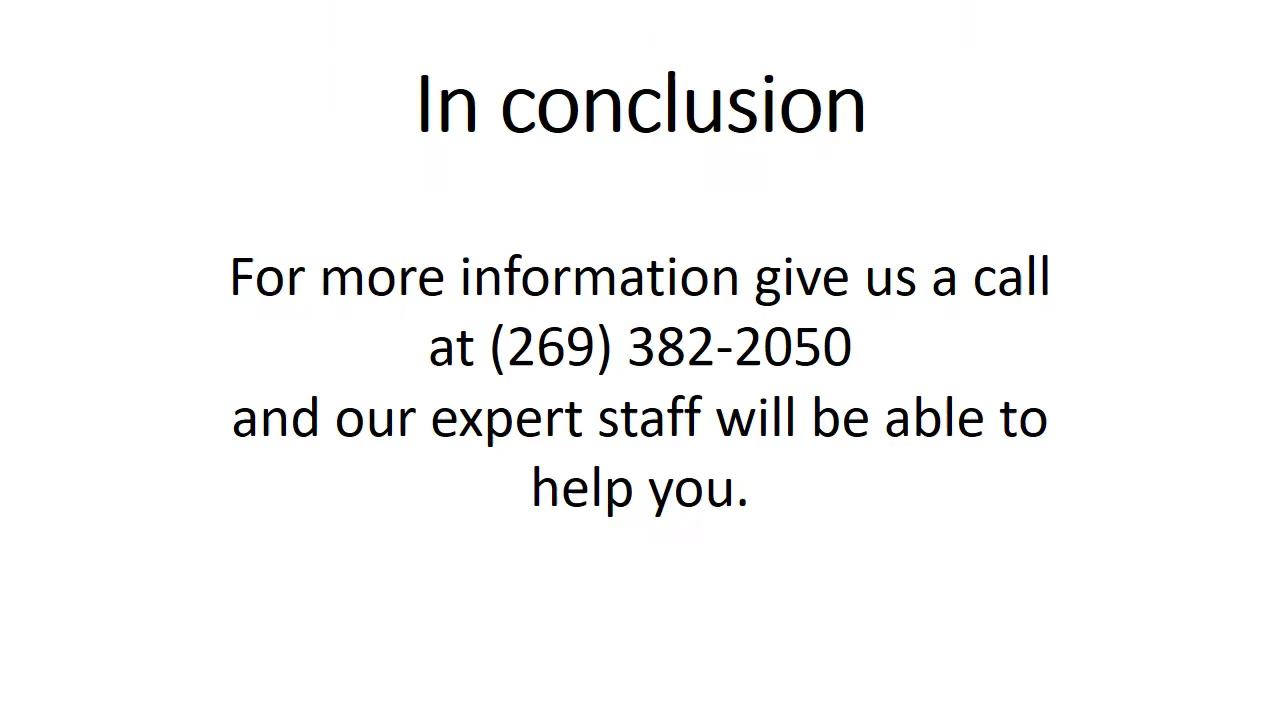 In conclusion
For more information give us a call
at (269) 382-2050
and our expert staff will be able to
help you.